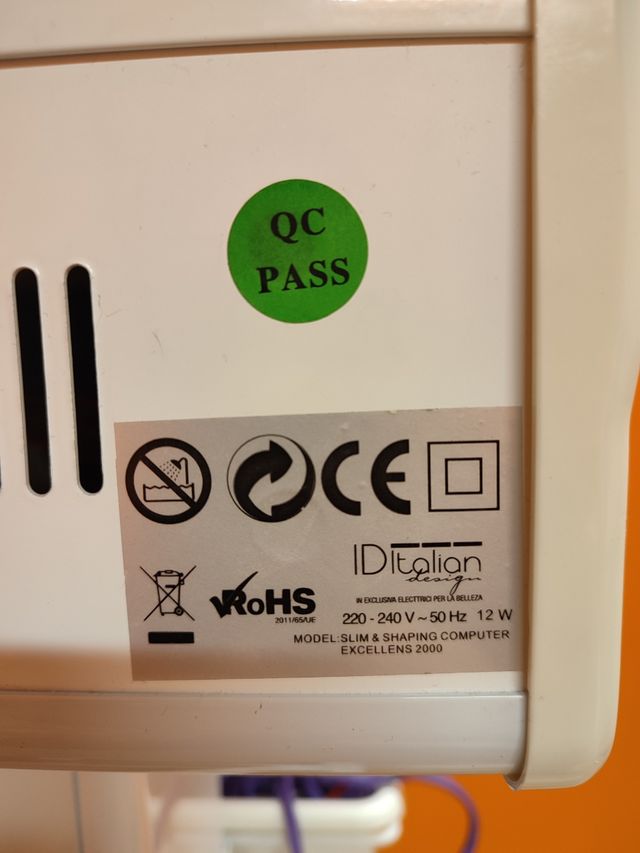 QC
PASS
CE
IDItalian
design
IN EXCLUSIVA ELETTRICI PER LA BELLEZZA
RoHS
2011/65/UE
220 - 240 V ~ 50 Hz 12 W
MODEL:SLIM & SHAPING COMPUTER
EXCELLENS 2000